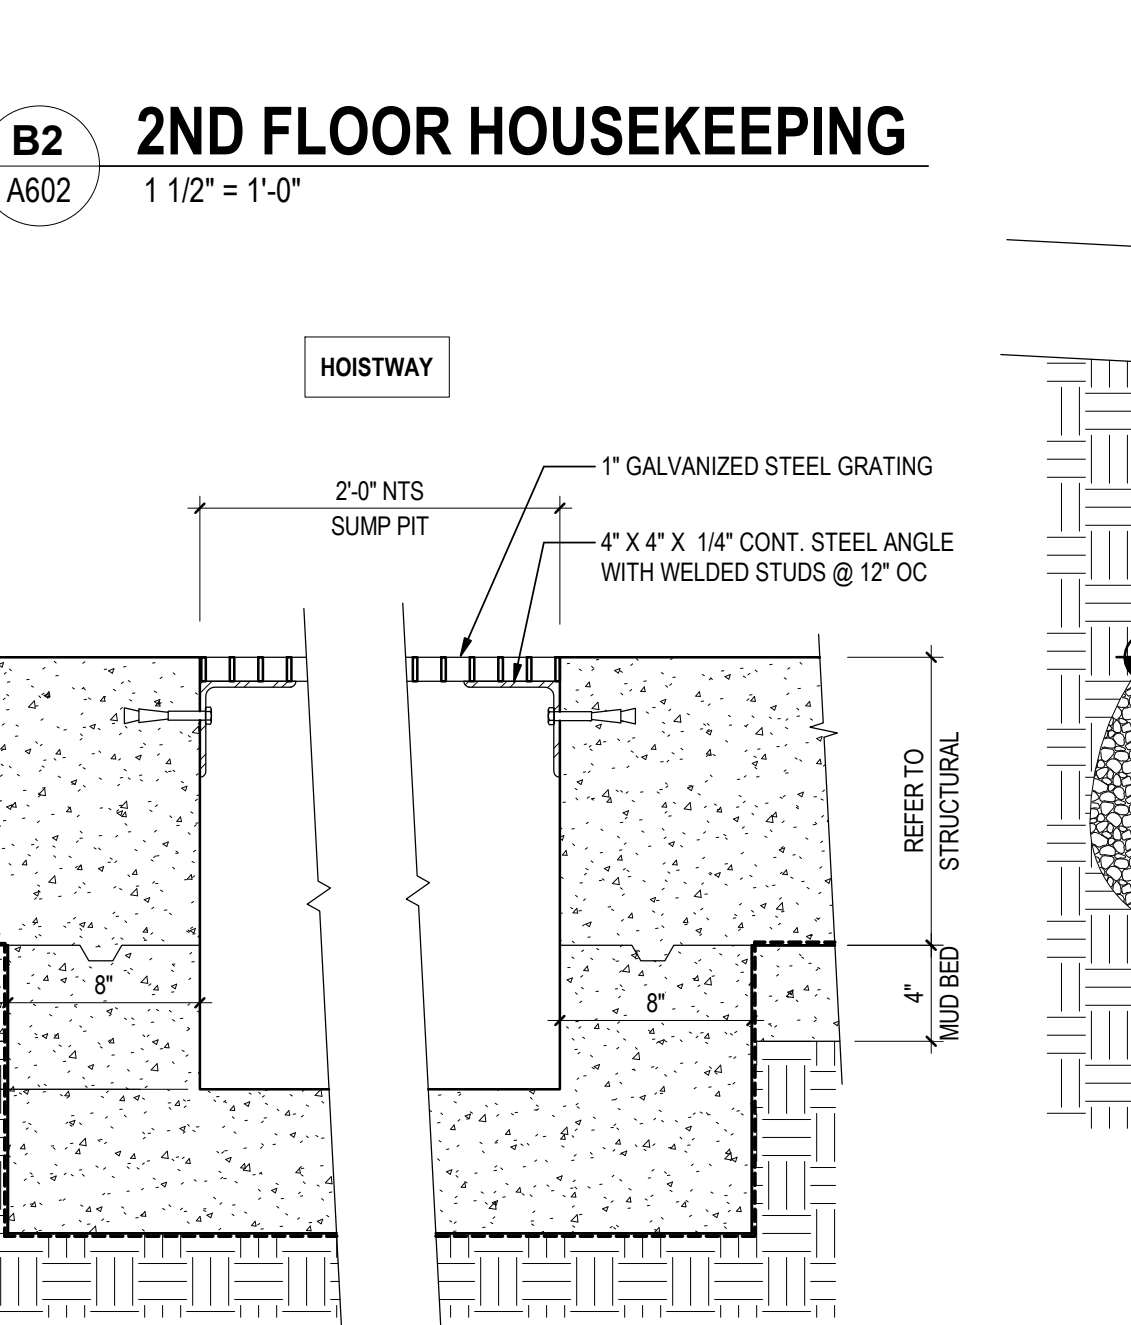 B2
A602
2ND FLOOR HOUSEKEEPING
1 1/2" = 1'-0"
HOISTWAY
1" GALVANIZED STEEL GRATING
2'-0" NTS
SUMP PIT
4" X 4" X 1/4" CONT. STEEL ANGLE
WITH WELDED STUDS @ 12" OC
REFER TO
STRUCTURAL
8"
8"
4"
MUD BED